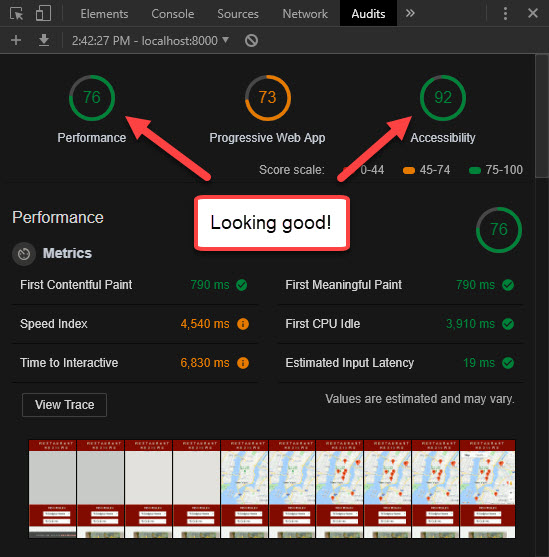 Elements Console Sources Network Audits »
2:42:27 PM - localhost:8000
76 73 92
Performance Progressive Web App Accessibility
Score scale: 0-44 45-74 75-100
Looking good!
Performance 76
Metrics
First Contentful Paint 790 ms First Meaningful Paint 790 ms
Speed Index 4,540 ms First CPU Idle 3,910 ms
Time to Interactive 6,830 ms Estimated Input Latency 19 ms
View Trace Values are estimated and may vary.